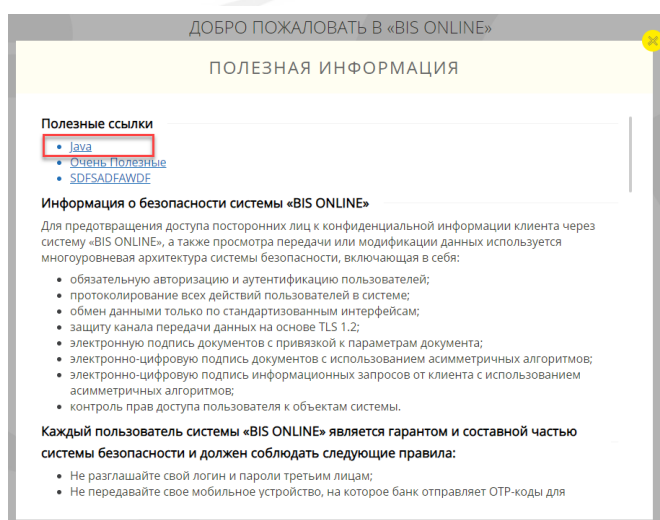 ДОБРО ПОЖАЛОВАТЬ В «BIS ONLINE»
ПОЛЕЗНАЯ ИНФОРМАЦИЯ
Полезные ссылки
Java
Очень Полезные
SDFSADFAWDF
Информация о безопасности системы «BIS ONLINE»
Для предотвращения доступа посторонних лиц к конфиденциальной информации клиента через
систему «BIS ONLINE», а также просмотра передачи или модификации данных используется
многоуровневая архитектура системы безопасности, включающая в себя:
обязательную авторизацию и аутентификацию пользователей;
протоколирование всех действий пользователей в системе;
обмен данными только по стандартизованным интерфейсам;
защиту канала передачи данных на основе TLS 1.2;
электронную подпись документов с привязкой к параметрам документа;
электронно-цифровую подпись документов с использованием асимметричных алгоритмов;
электронно-цифровую подпись информационных запросов от клиента с использованием
асимметричных алгоритмов;
контроль прав доступа пользователя к объектам системы.
Каждый пользователь системы «BIS ONLINE» является гарантом и составной частью
системы безопасности и должен соблюдать следующие правила:
Не разглашайте свой логин и пароли третьим лицам;
Не передавайте свое мобильное устройство, на которое банк отправляет OTP-коды для